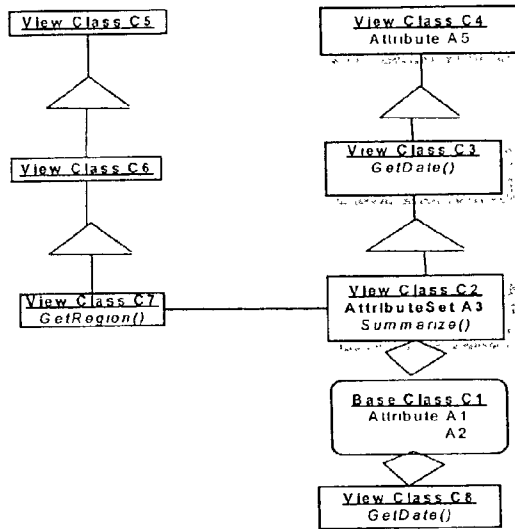 View Class C5
View Class C4
Attribute A5
View Class C6
View Class C3
GetDate()
View Class C7
GetRegion()
View Class C2
AttributeSet A3
Summarize()
Base Class C1
Attribute A1
A2
View Class C8
GetDate()